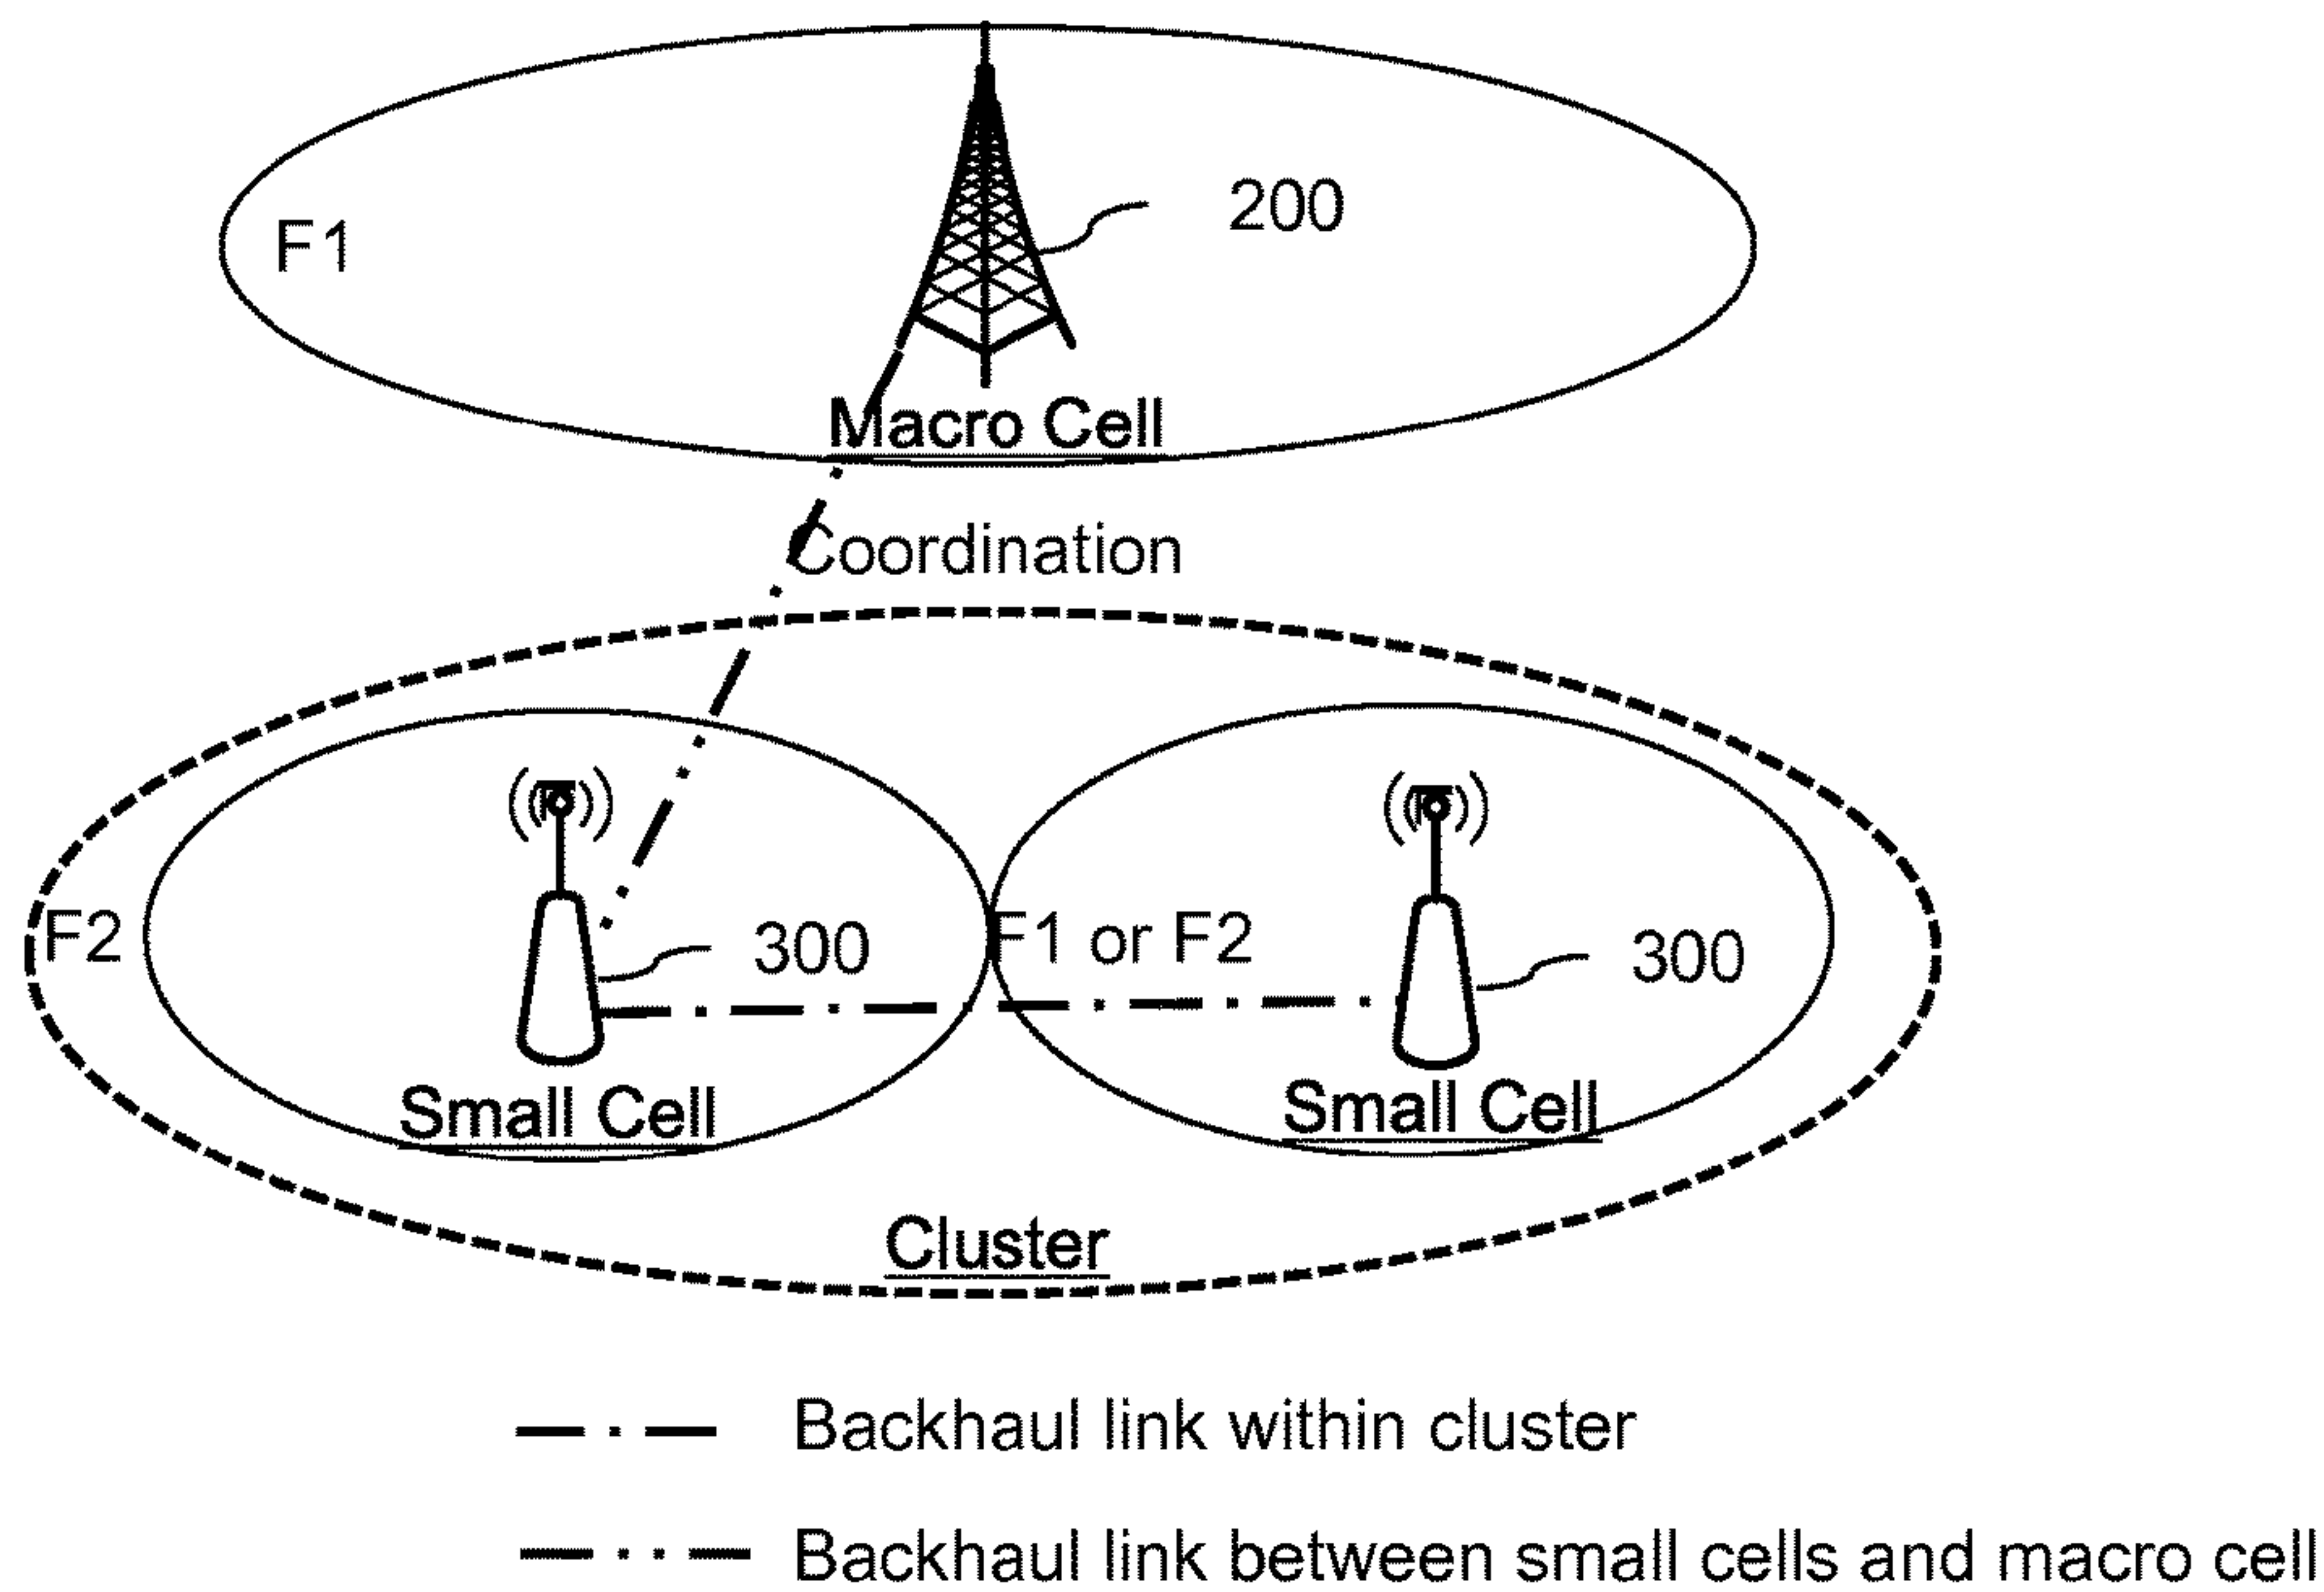 200
F1
Macro Cell
Coordination
F2
300
F1 or F2
300
Small Cell
Small Cell
Cluster
Backhaul link within cluster
Backhaul link between small cells and macro cell